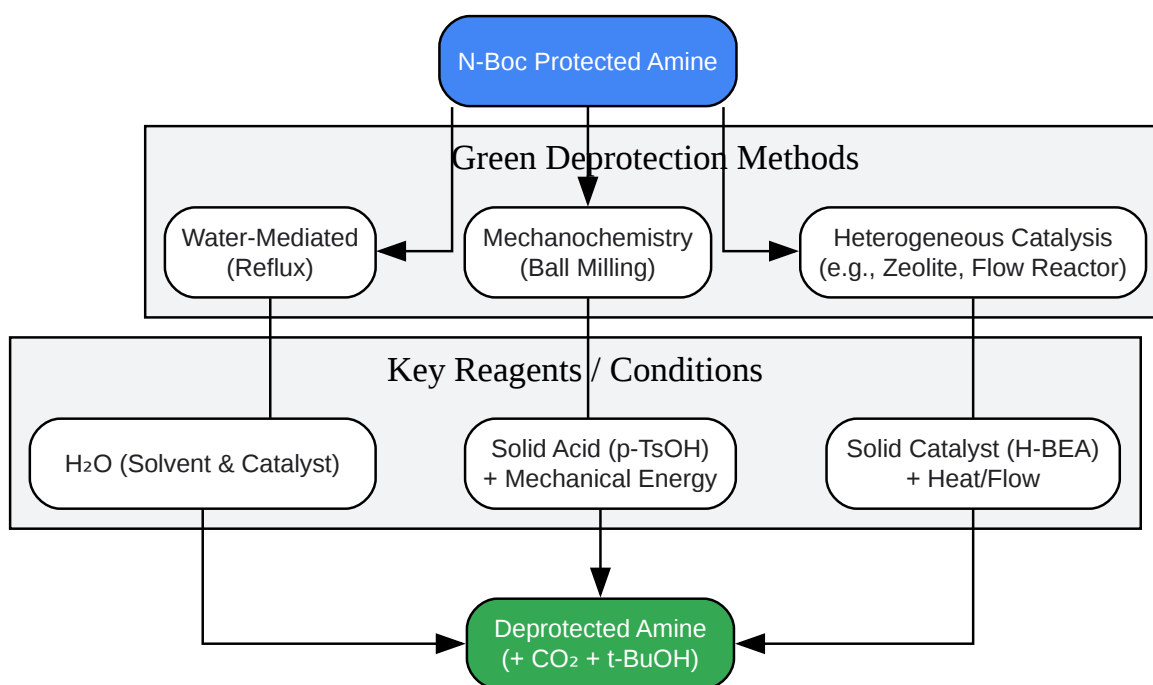 N-Boc Protected Amine
Green Deprotection Methods
Water-Mediated
(Reflux)
Mechanochemistry
(Ball Milling)
Heterogeneous Catalysis
(e.g., Zeolite, Flow Reactor)
Key Reagents / Conditions
H₂O (Solvent & Catalyst)
Solid Acid (p-TsOH)
+ Mechanical Energy
Solid Catalyst (H-BEA)
+ Heat/Flow
Deprotected Amine
(+ CO₂ + t-BuOH)